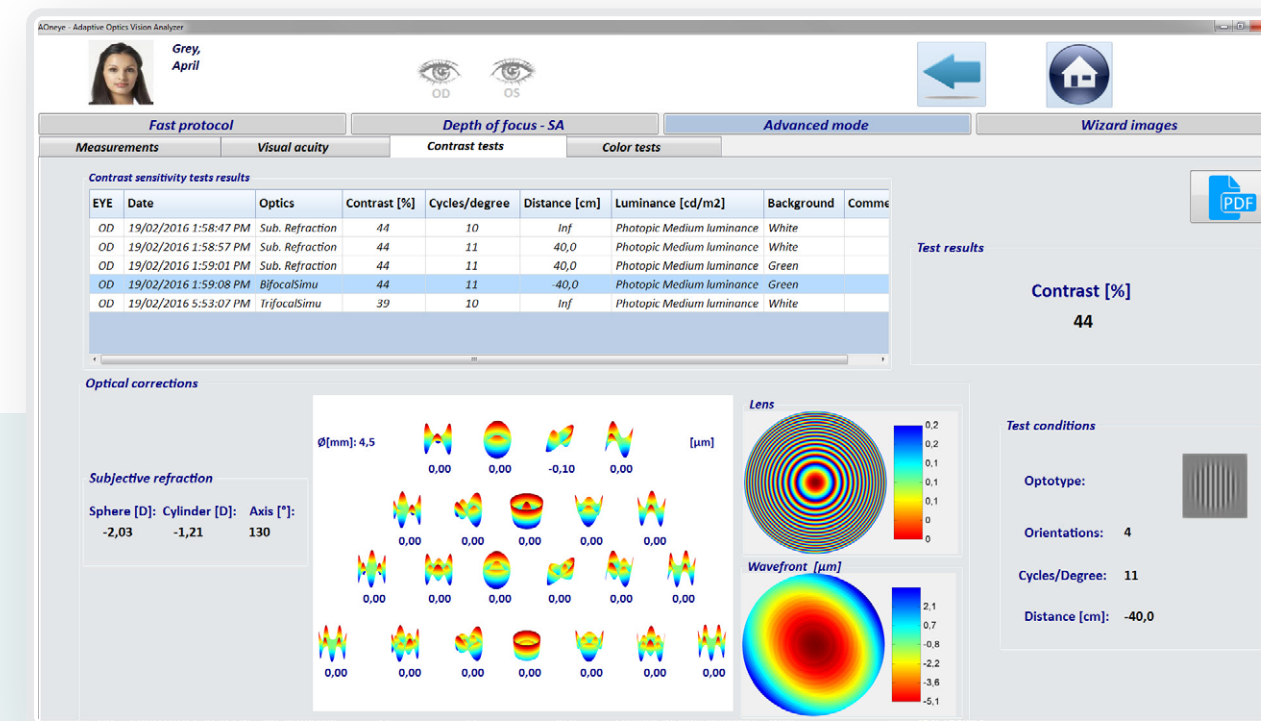 AOneye - Adaptive Optics Vision Analyzer
Grey,
April
OD OS
Fast protocol Depth of focus - SA Advanced mode Wizard images
Measurements Visual acuity Contrast tests Color tests
Contrast sensitivity tests results
EYE Date Optics Contrast [%] Cycles/degree Distance [cm] Luminance [cd/m2] Background Comme
OD 19/02/2016 1:58:47 PM Sub. Refraction 44 10 Inf Photopic Medium luminance White
OD 19/02/2016 1:58:57 PM Sub. Refraction 44 11 40,0 Photopic Medium luminance White
OD 19/02/2016 1:59:01 PM Sub. Refraction 44 11 40,0 Photopic Medium luminance Green
OD 19/02/2016 1:59:08 PM BifocalSimu 44 11 -40,0 Photopic Medium luminance Green
OD 19/02/2016 5:53:07 PM TrifocalSimu 39 10 Inf Photopic Medium luminance White
PDF
Test results
Contrast [%]
44
Optical corrections
Subjective refraction
Sphere [D]: Cylinder [D]: Axis [°]:
-2,03 -1,21 130
Ø[mm]: 4,5 [µm]
0,00 0,00 -0,10 0,00
0,00 0,00 0,00 0,00 0,00
0,00 0,00 0,00 0,00 0,00 0,00
0,00 0,00 0,00 0,00 0,00 0,00 0,00
Lens
0,2
0,2
0,1
0,1
0,1
0
0
Wavefront [µm]
2,1
0,7
-0,8
-2,2
-3,6
-5,1
Test conditions
Optotype:
Orientations: 4
Cycles/Degree: 11
Distance [cm]: -40,0